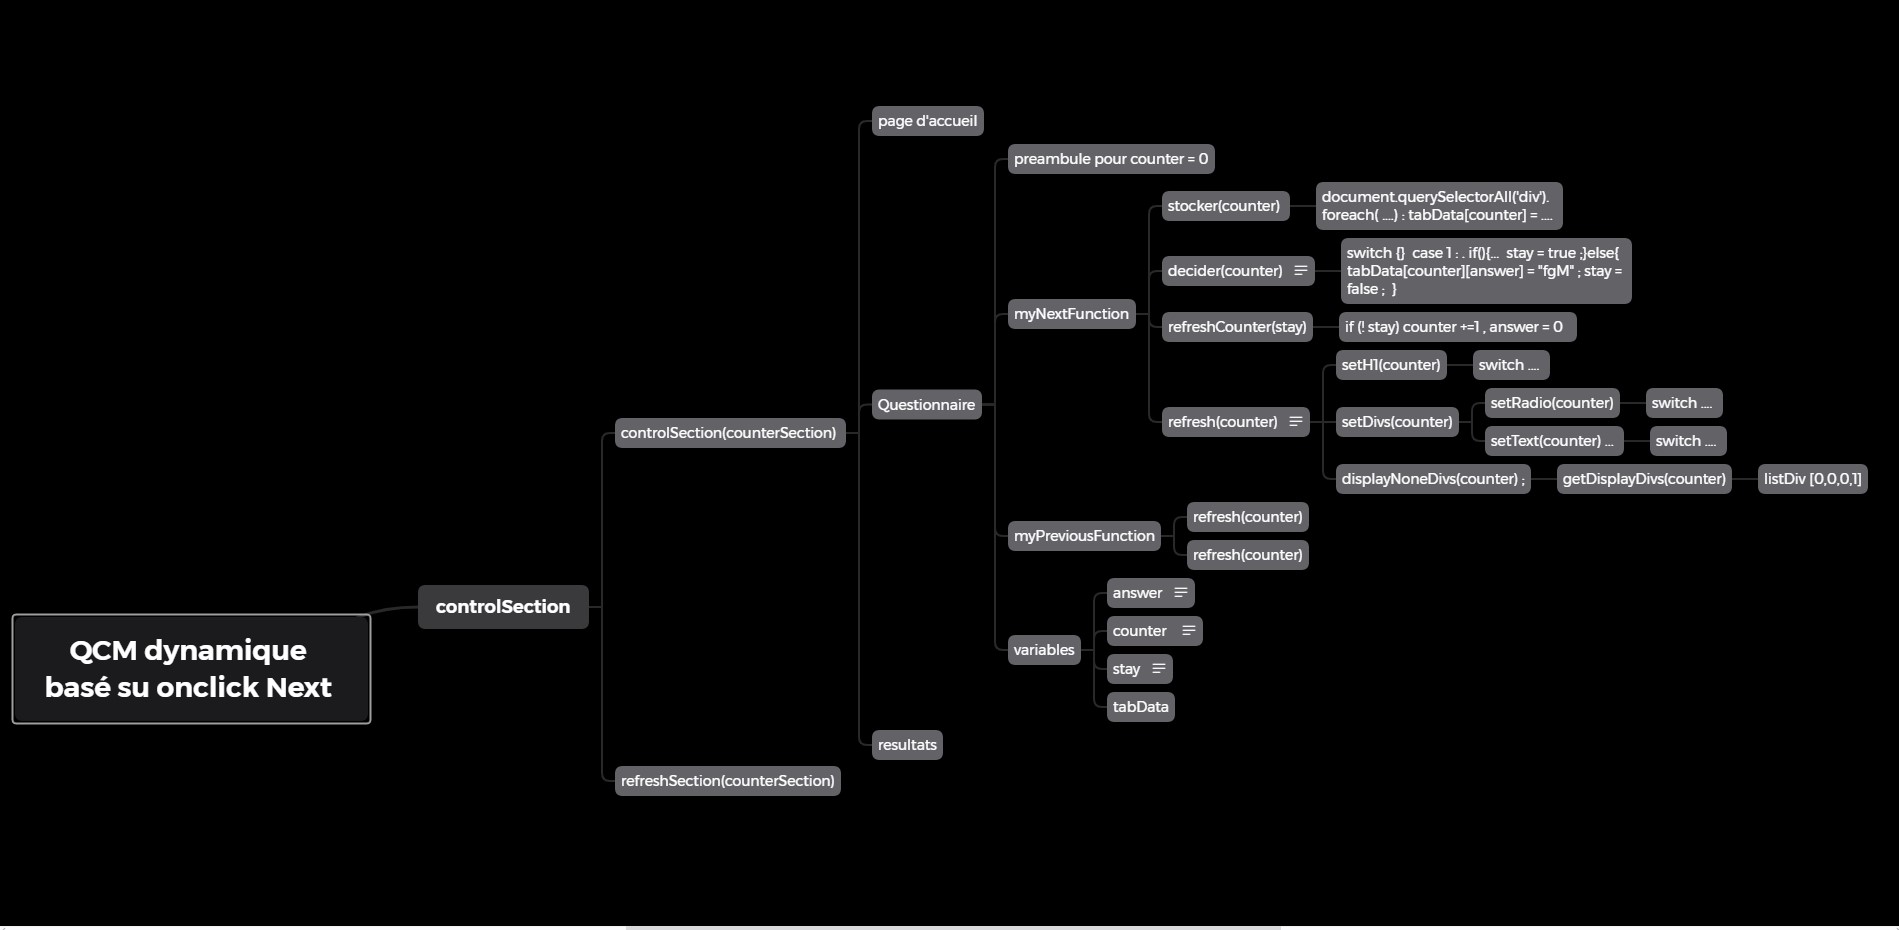 QCM dynamique
basé su onclick Next
controlSection
controlSection(counterSection)
page d'accueil
Questionnaire
preambule pour counter = 0
myNextFunction
stocker(counter)
document.querySelectorAll('div').
foreach( ....) : tabData[counter] = ....
decider(counter)
switch {}  case 1 : . if(){...  stay = true ;}else{
tabData[counter][answer] = "fgM" ; stay =
false ;  }
refreshCounter(stay)
if (! stay) counter +=1 , answer = 0
refresh(counter)
setH1(counter)
switch ....
setDivs(counter)
setRadio(counter)
switch ....
setText(counter) ...
switch ....
displayNoneDivs(counter) ;
getDisplayDivs(counter)
listDiv [0,0,0,1]
myPreviousFunction
refresh(counter)
refresh(counter)
variables
answer
counter
stay
tabData
resultats
refreshSection(counterSection)